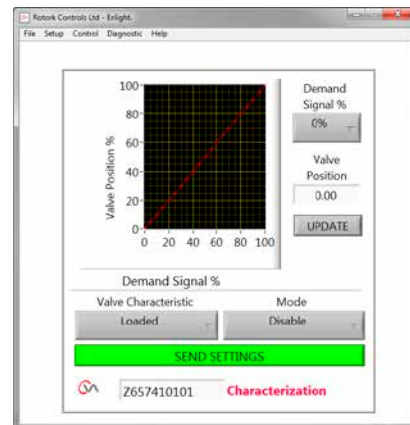 Rotork Controls Ltd - Enlight.
File Setup Control Diagnostic Help
100
80
60
40
20
0
Valve Position %
0 20 40 60 80 100
Demand Signal %
Demand
Signal %
0%
Valve
Position
0.00
UPDATE
Valve Characteristic
Loaded
Mode
Disable
SEND SETTINGS
Z657410101
Characterization